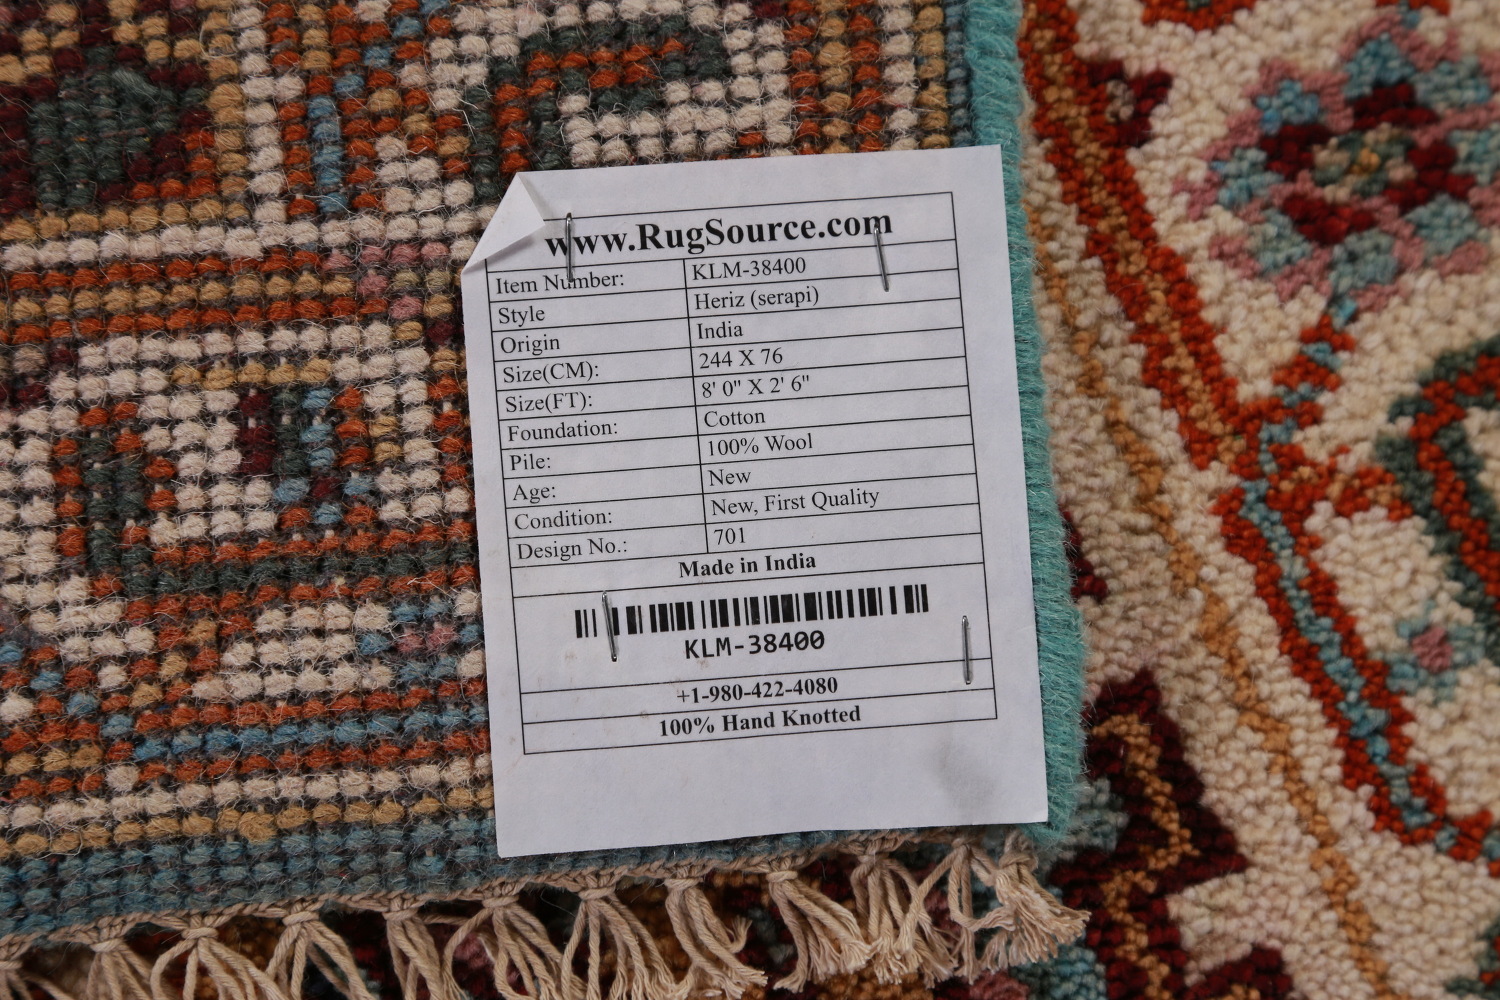 www.RugSource.com
Item Number: KLM-38400
Style Heriz (serapi)
Origin India
Size(CM): 244 X 76
Size(FT): 8' 0" X 2' 6"
Foundation: Cotton
Pile: 100% Wool
Age: New
Condition: New, First Quality
Design No.: 701
Made in India
KLM-38400
+1-980-422-4080
100% Hand Knotted